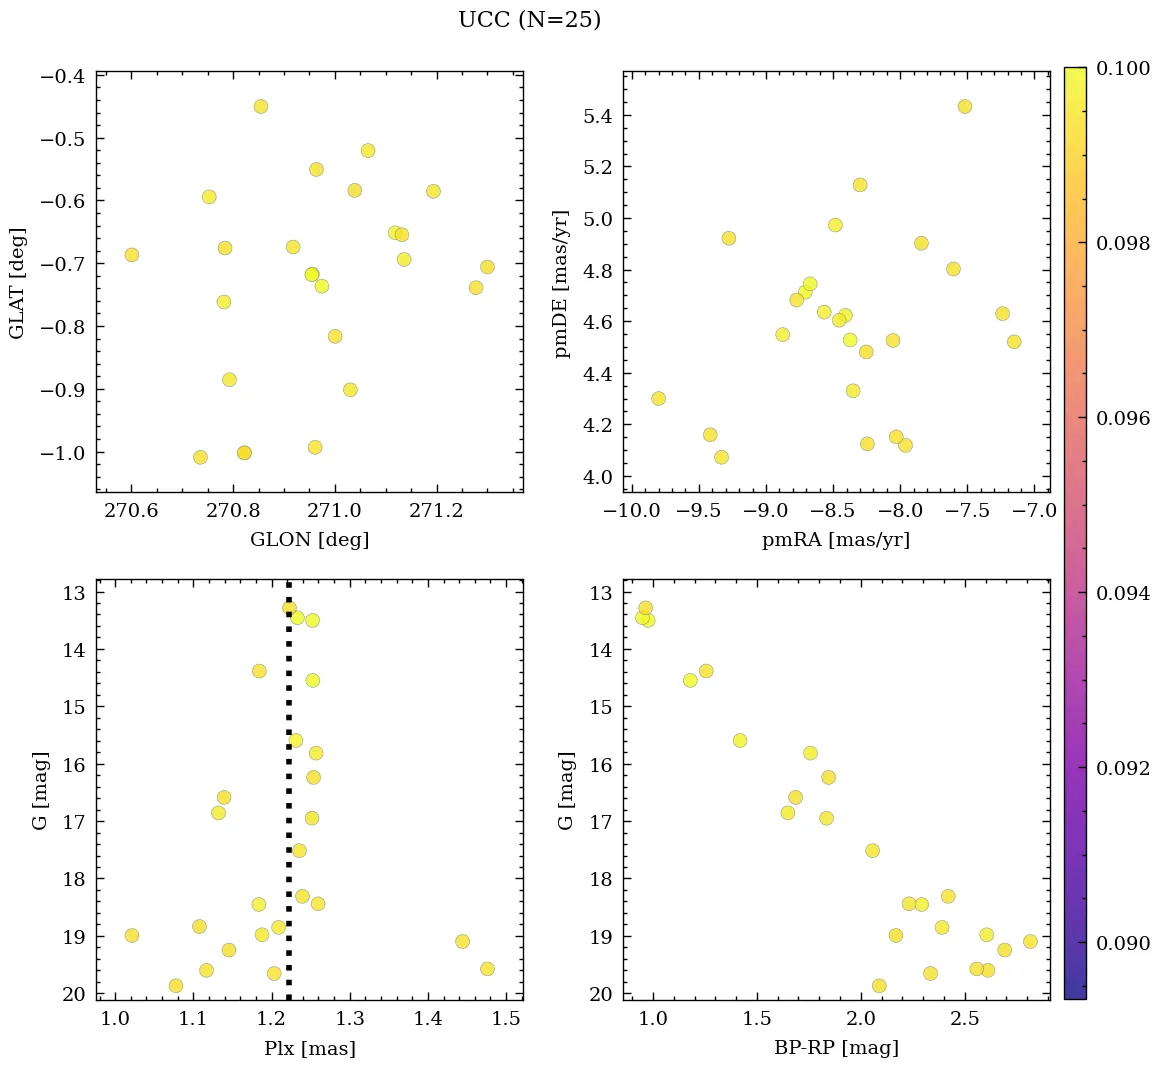 UCC (N=25)
−0.4
−0.5
−0.6
−0.7
−0.8
−0.9
−1.0
GLAT [deg]
270.6 270.8 271.0 271.2
GLON [deg]
5.4
5.2
5.0
4.8
4.6
4.4
4.2
4.0
pmDE [mas/yr]
−10.0 −9.5 −9.0 −8.5 −8.0 −7.5 −7.0
pmRA [mas/yr]
0.100
0.098
0.096
0.094
0.092
0.090
13
14
15
16
17
18
19
20
G [mag]
1.0 1.1 1.2 1.3 1.4 1.5
Plx [mas]
13
14
15
16
17
18
19
20
G [mag]
1.0 1.5 2.0 2.5
BP-RP [mag]